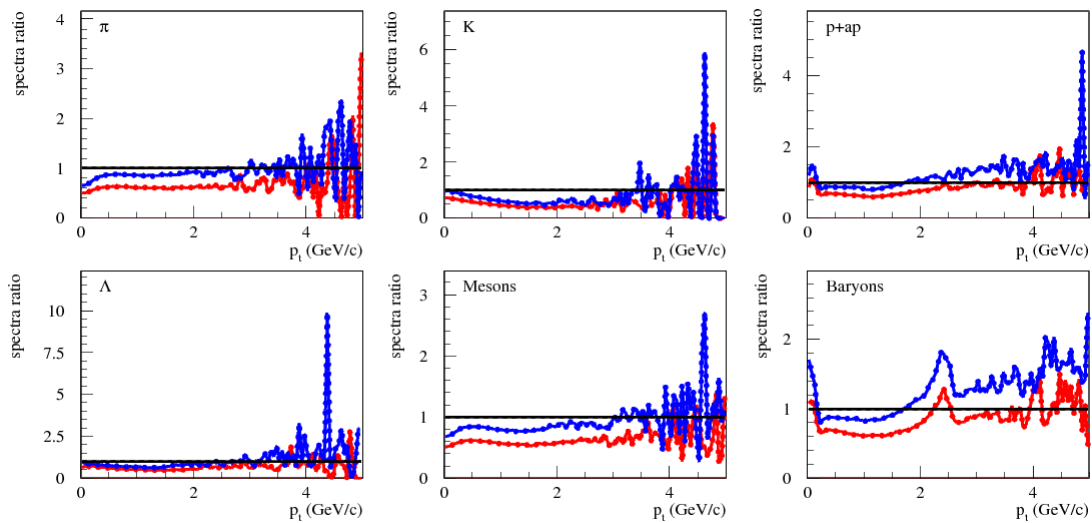 π
spectra ratio
4
3
2
1
0
0
2
4
p_t (GeV/c)
K
spectra ratio
6
4
2
0
0
2
4
p_t (GeV/c)
p+ap
spectra ratio
4
2
0
0
2
4
p_t (GeV/c)
Λ
spectra ratio
10
7.5
5
2.5
0
0
2
4
p_t (GeV/c)
Mesons
spectra ratio
3
2
1
0
0
2
4
p_t (GeV/c)
Baryons
spectra ratio
2
1
0
0
2
4
p_t (GeV/c)